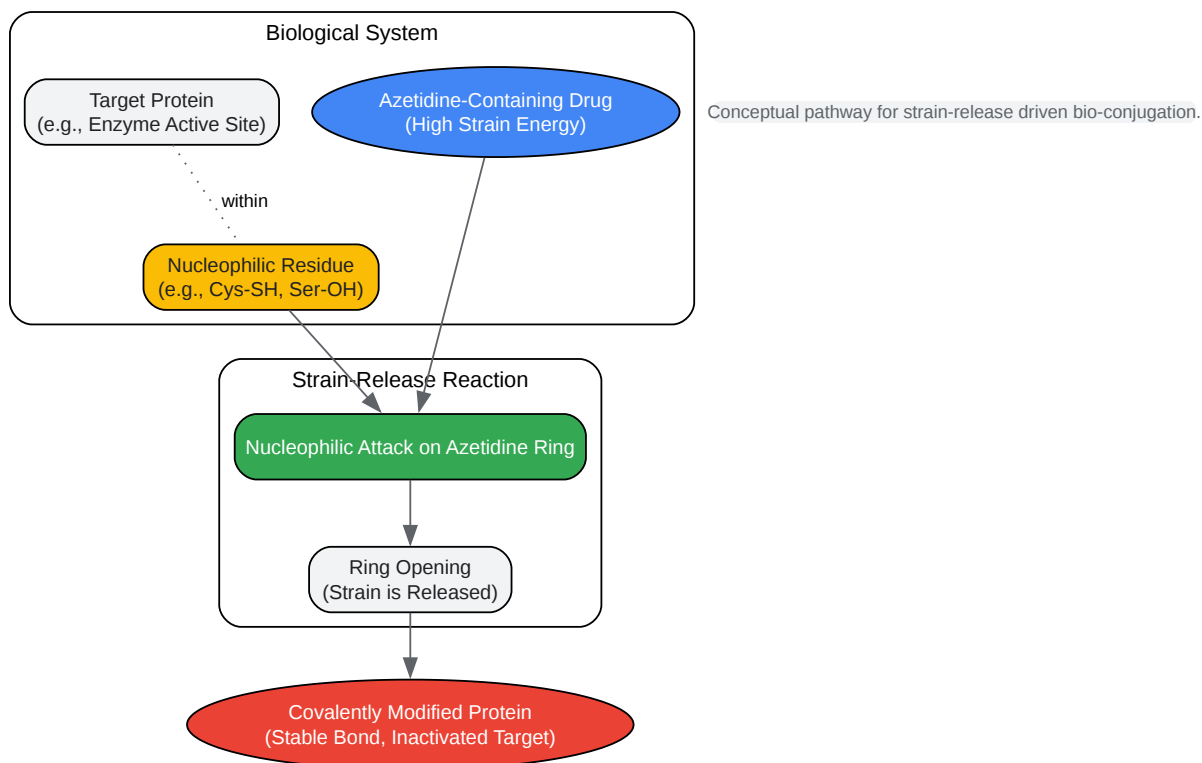 Biological System
Target Protein
(e.g., Enzyme Active Site)
Azetidine-Containing Drug
(High Strain Energy)
Conceptual pathway for strain-release driven bio-conjugation.
within
Nucleophilic Residue
(e.g., Cys-SH, Ser-OH)
Strain-Release Reaction
Nucleophilic Attack on Azetidine Ring
Ring Opening
(Strain is Released)
Covalently Modified Protein
(Stable Bond, Inactivated Target)